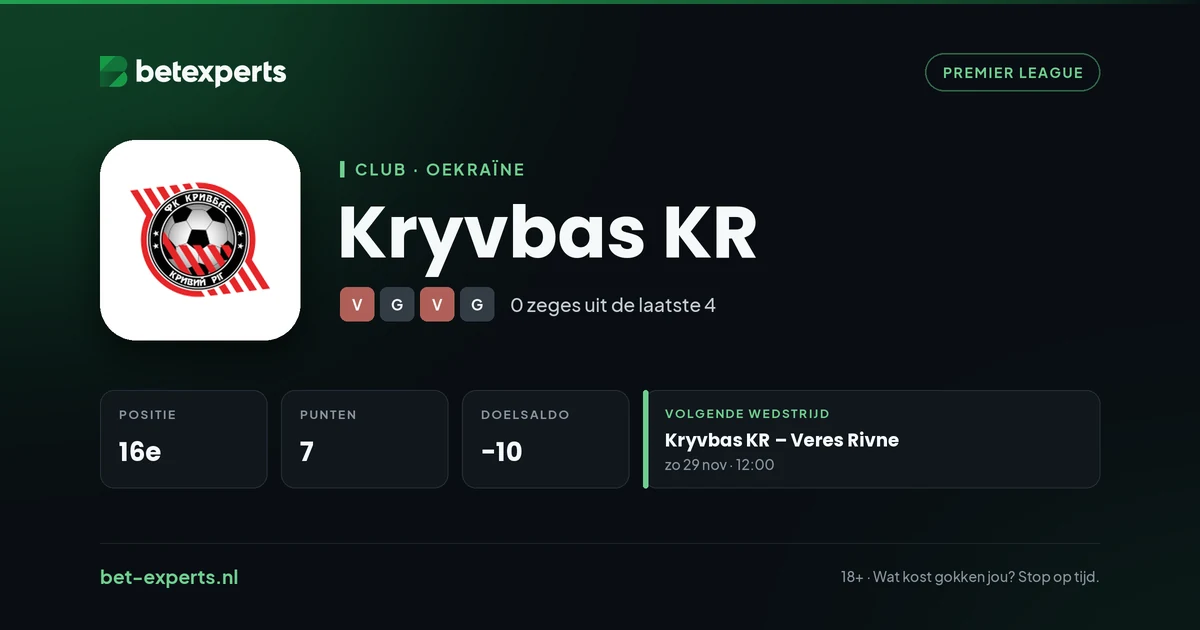 betexperts
PREMIER LEAGUE
ФК КРИВБАС
КРИВИЙ РІГ
CLUB · OEKRAÏNE
Kryvbas KR
V G V G 0 zeges uit de laatste 4
POSITIE
16e
PUNTEN
7
DOELSALDO
-10
VOLGENDE WEDSTRIJD
Kryvbas KR – Veres Rivne
zo 29 nov · 12:00
bet-experts.nl
18+ · Wat kost gokken jou? Stop op tijd.